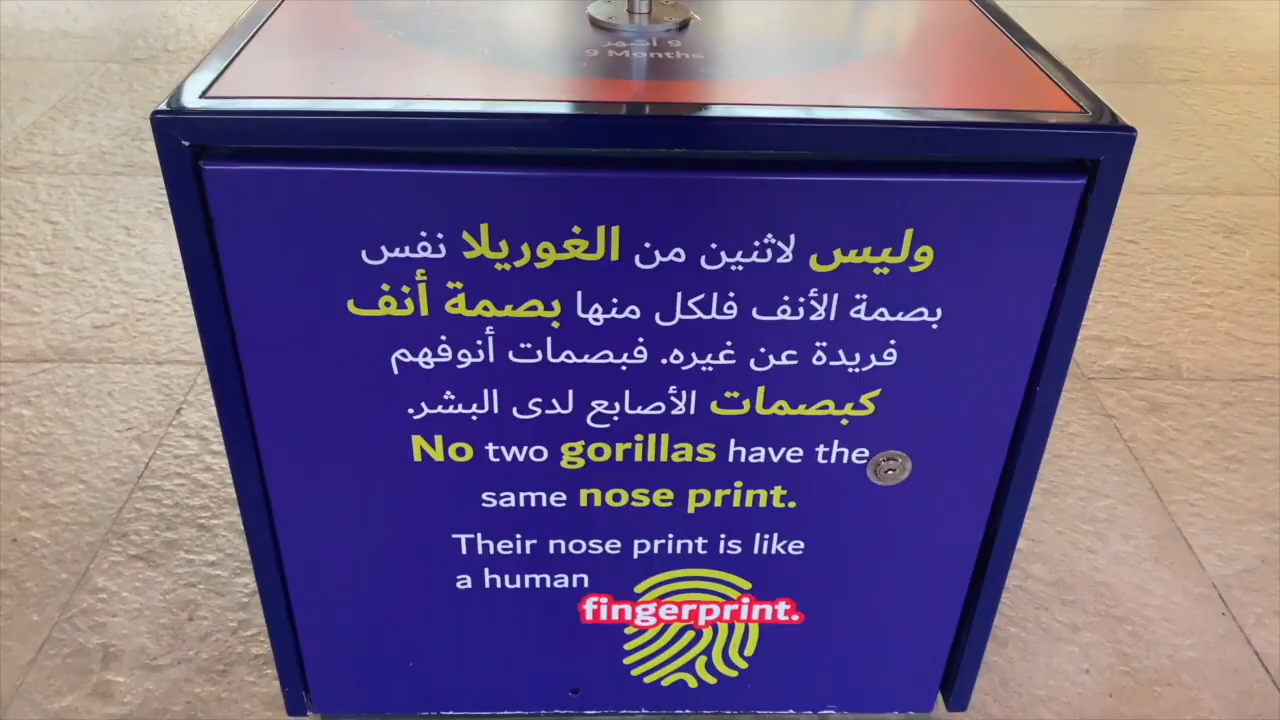 9 أشهر
9 Months
وليس لاثنين من الغوريلا نفس
بصمة الأنف فلكل منها بصمة أنف
فريدة عن غيره. فبصمات أنوفهم
كبصمات الأصابع لدى البشر.
No two gorillas have the
same nose print.
Their nose print is like
a human
fingerprint.